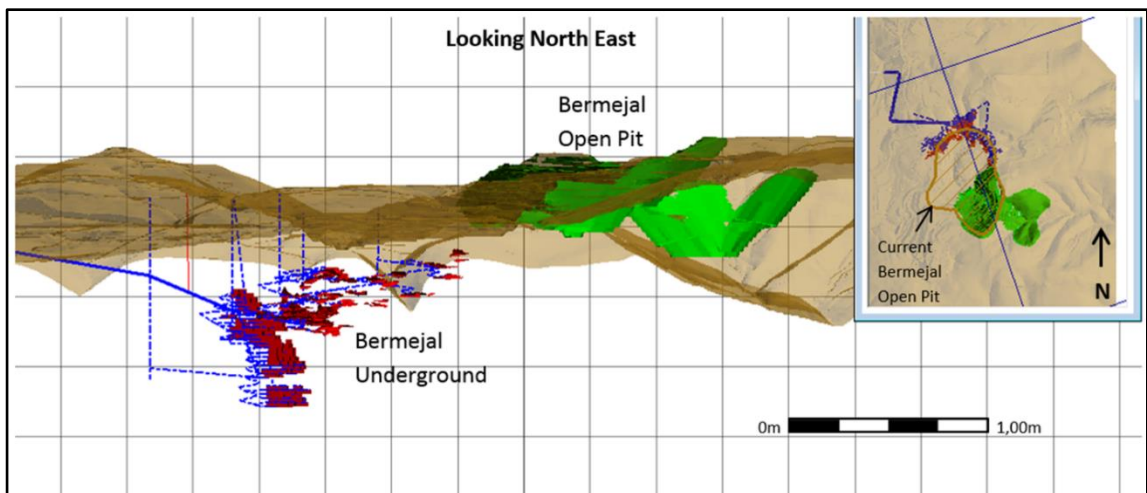 Looking North East
Bermejal
Open Pit
Bermejal
Underground
0m
1,00m
Current
Bermejal
Open Pit
N